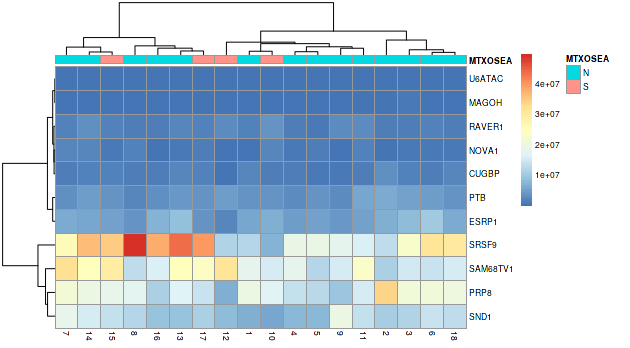 MTXOSEA
U6ATAC
MAGOH
RAVER1
NOVA1
CUGBP
PTB
ESRP1
SRSF9
SAM68TV1
PRP8
SND1
7 14 15 8 16 13 17 12 1 10 4 5 9 11 2 3 6 18
4e+07
3e+07
2e+07
1e+07
MTXOSEA
N
S